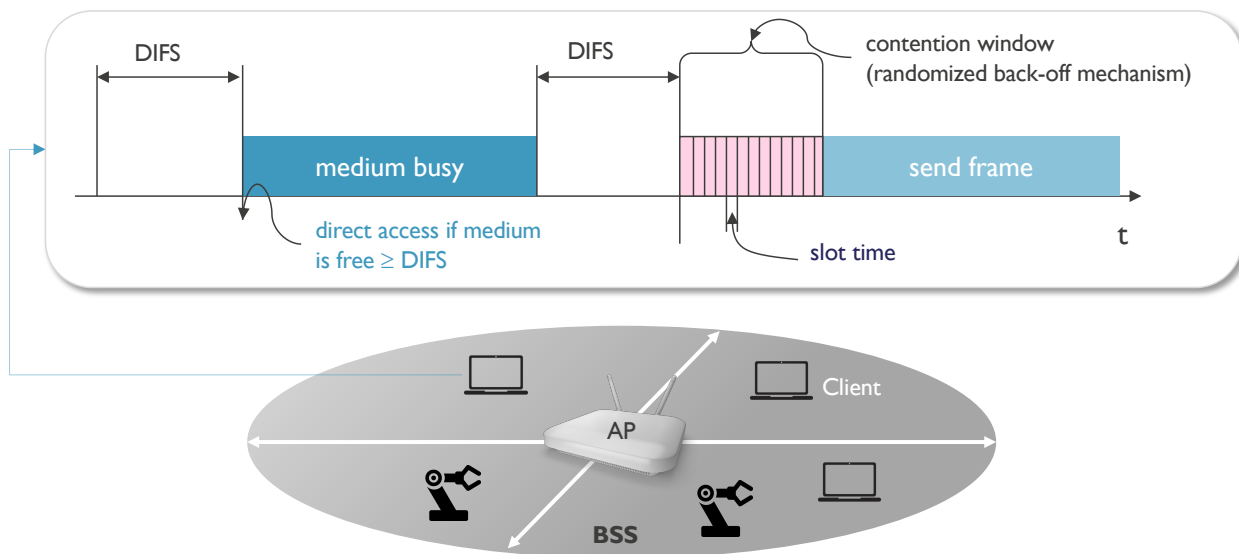 DIFS
DIFS
contention window
(randomized back-off mechanism)
medium busy
send frame
direct access if medium
is free ≥ DIFS
slot time
t
Client
AP
BSS